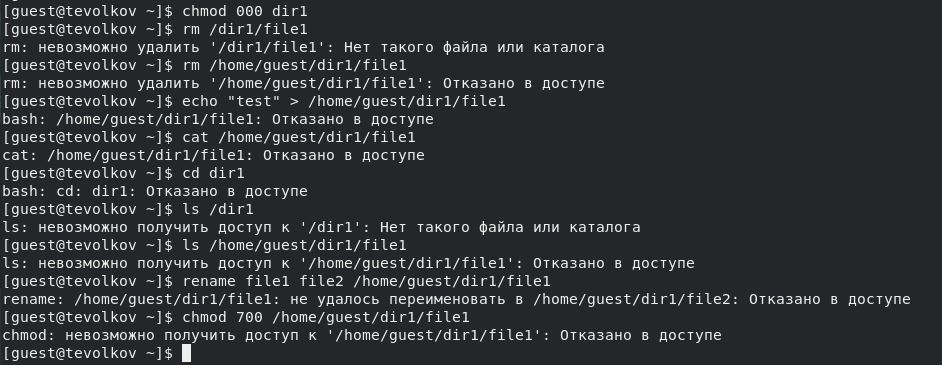 [guest@tevolkov ~]$ chmod 000 dir1
[guest@tevolkov ~]$ rm /dir1/file1
rm: невозможно удалить '/dir1/file1': Нет такого файла или каталога
[guest@tevolkov ~]$ rm /home/guest/dir1/file1
rm: невозможно удалить '/home/guest/dir1/file1': Отказано в доступе
[guest@tevolkov ~]$ echo "test" > /home/guest/dir1/file1
bash: /home/guest/dir1/file1: Отказано в доступе
[guest@tevolkov ~]$ cat /home/guest/dir1/file1
cat: /home/guest/dir1/file1: Отказано в доступе
[guest@tevolkov ~]$ cd dir1
bash: cd: dir1: Отказано в доступе
[guest@tevolkov ~]$ ls /dir1
ls: невозможно получить доступ к '/dir1': Нет такого файла или каталога
[guest@tevolkov ~]$ ls /home/guest/dir1/file1
ls: невозможно получить доступ к '/home/guest/dir1/file1': Отказано в доступе
[guest@tevolkov ~]$ rename file1 file2 /home/guest/dir1/file1
rename: /home/guest/dir1/file1: не удалось переименовать в /home/guest/dir1/file2: Отказано в доступе
[guest@tevolkov ~]$ chmod 700 /home/guest/dir1/file1
chmod: невозможно получить доступ к '/home/guest/dir1/file1': Отказано в доступе
[guest@tevolkov ~]$